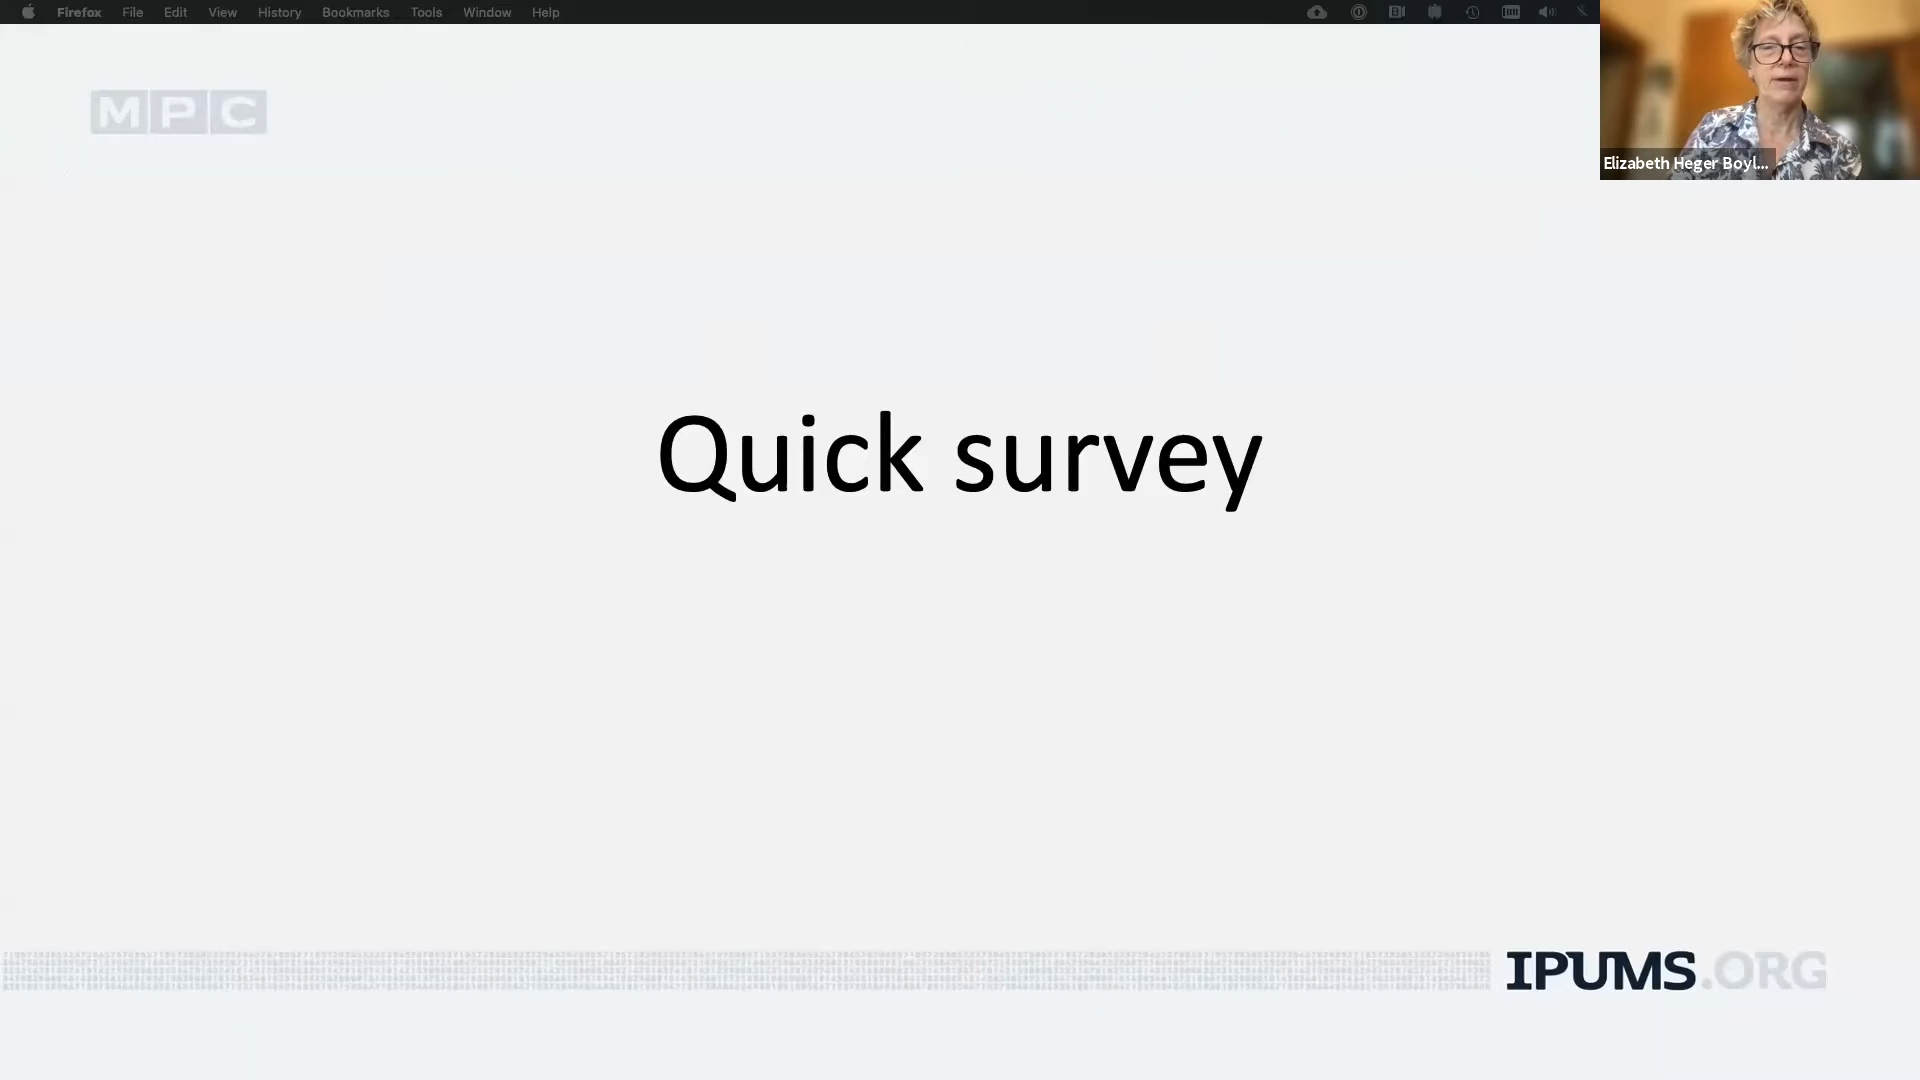 Firefox File Edit View History Bookmarks Tools Window Help
Elizabeth Heger Boyl...
MPC
Quick survey
IPUMS.ORG